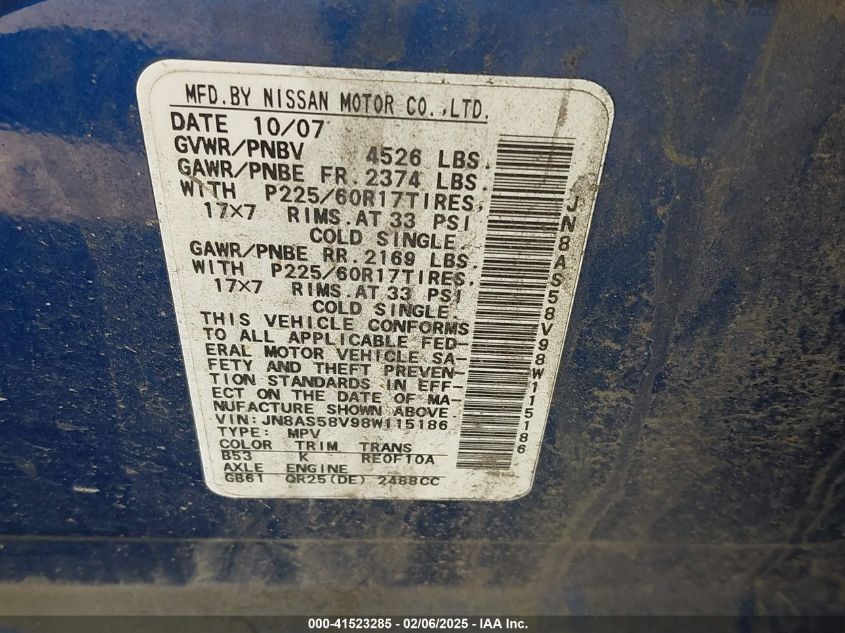 MFD.BY NISSAN MOTOR CO.,LTD.
DATE 10/07
GVWR/PNBV 4526 LBS.
GAWR/PNBE FR.2374 LBS.
WITH P225/60R17TIRES,
17×7 RIMS.AT 33 PSI
COLD SINGLE.
GAWR/PNBE RR.2169 LBS.
WITH P225/60R17TIRES,
17×7 RIMS.AT 33 PSI
COLD SINGLE.
THIS VEHICLE CONFORMS
TO ALL APPLICABLE FED-
ERAL MOTOR VEHICLE SA-
FETY AND THEFT PREVEN-
TION STANDARDS IN EFF-
ECT ON THE DATE OF MA-
NUFACTURE SHOWN ABOVE.
VIN:JN8AS58V98W115186
TYPE: MPV
COLOR TRIM TRANS
B53 K RE0F10A
AXLE ENGINE
GB61 QR25(DE) 2488CC
JN8AS58V98W115186
000-41523285 - 02/06/2025 - IAA Inc.